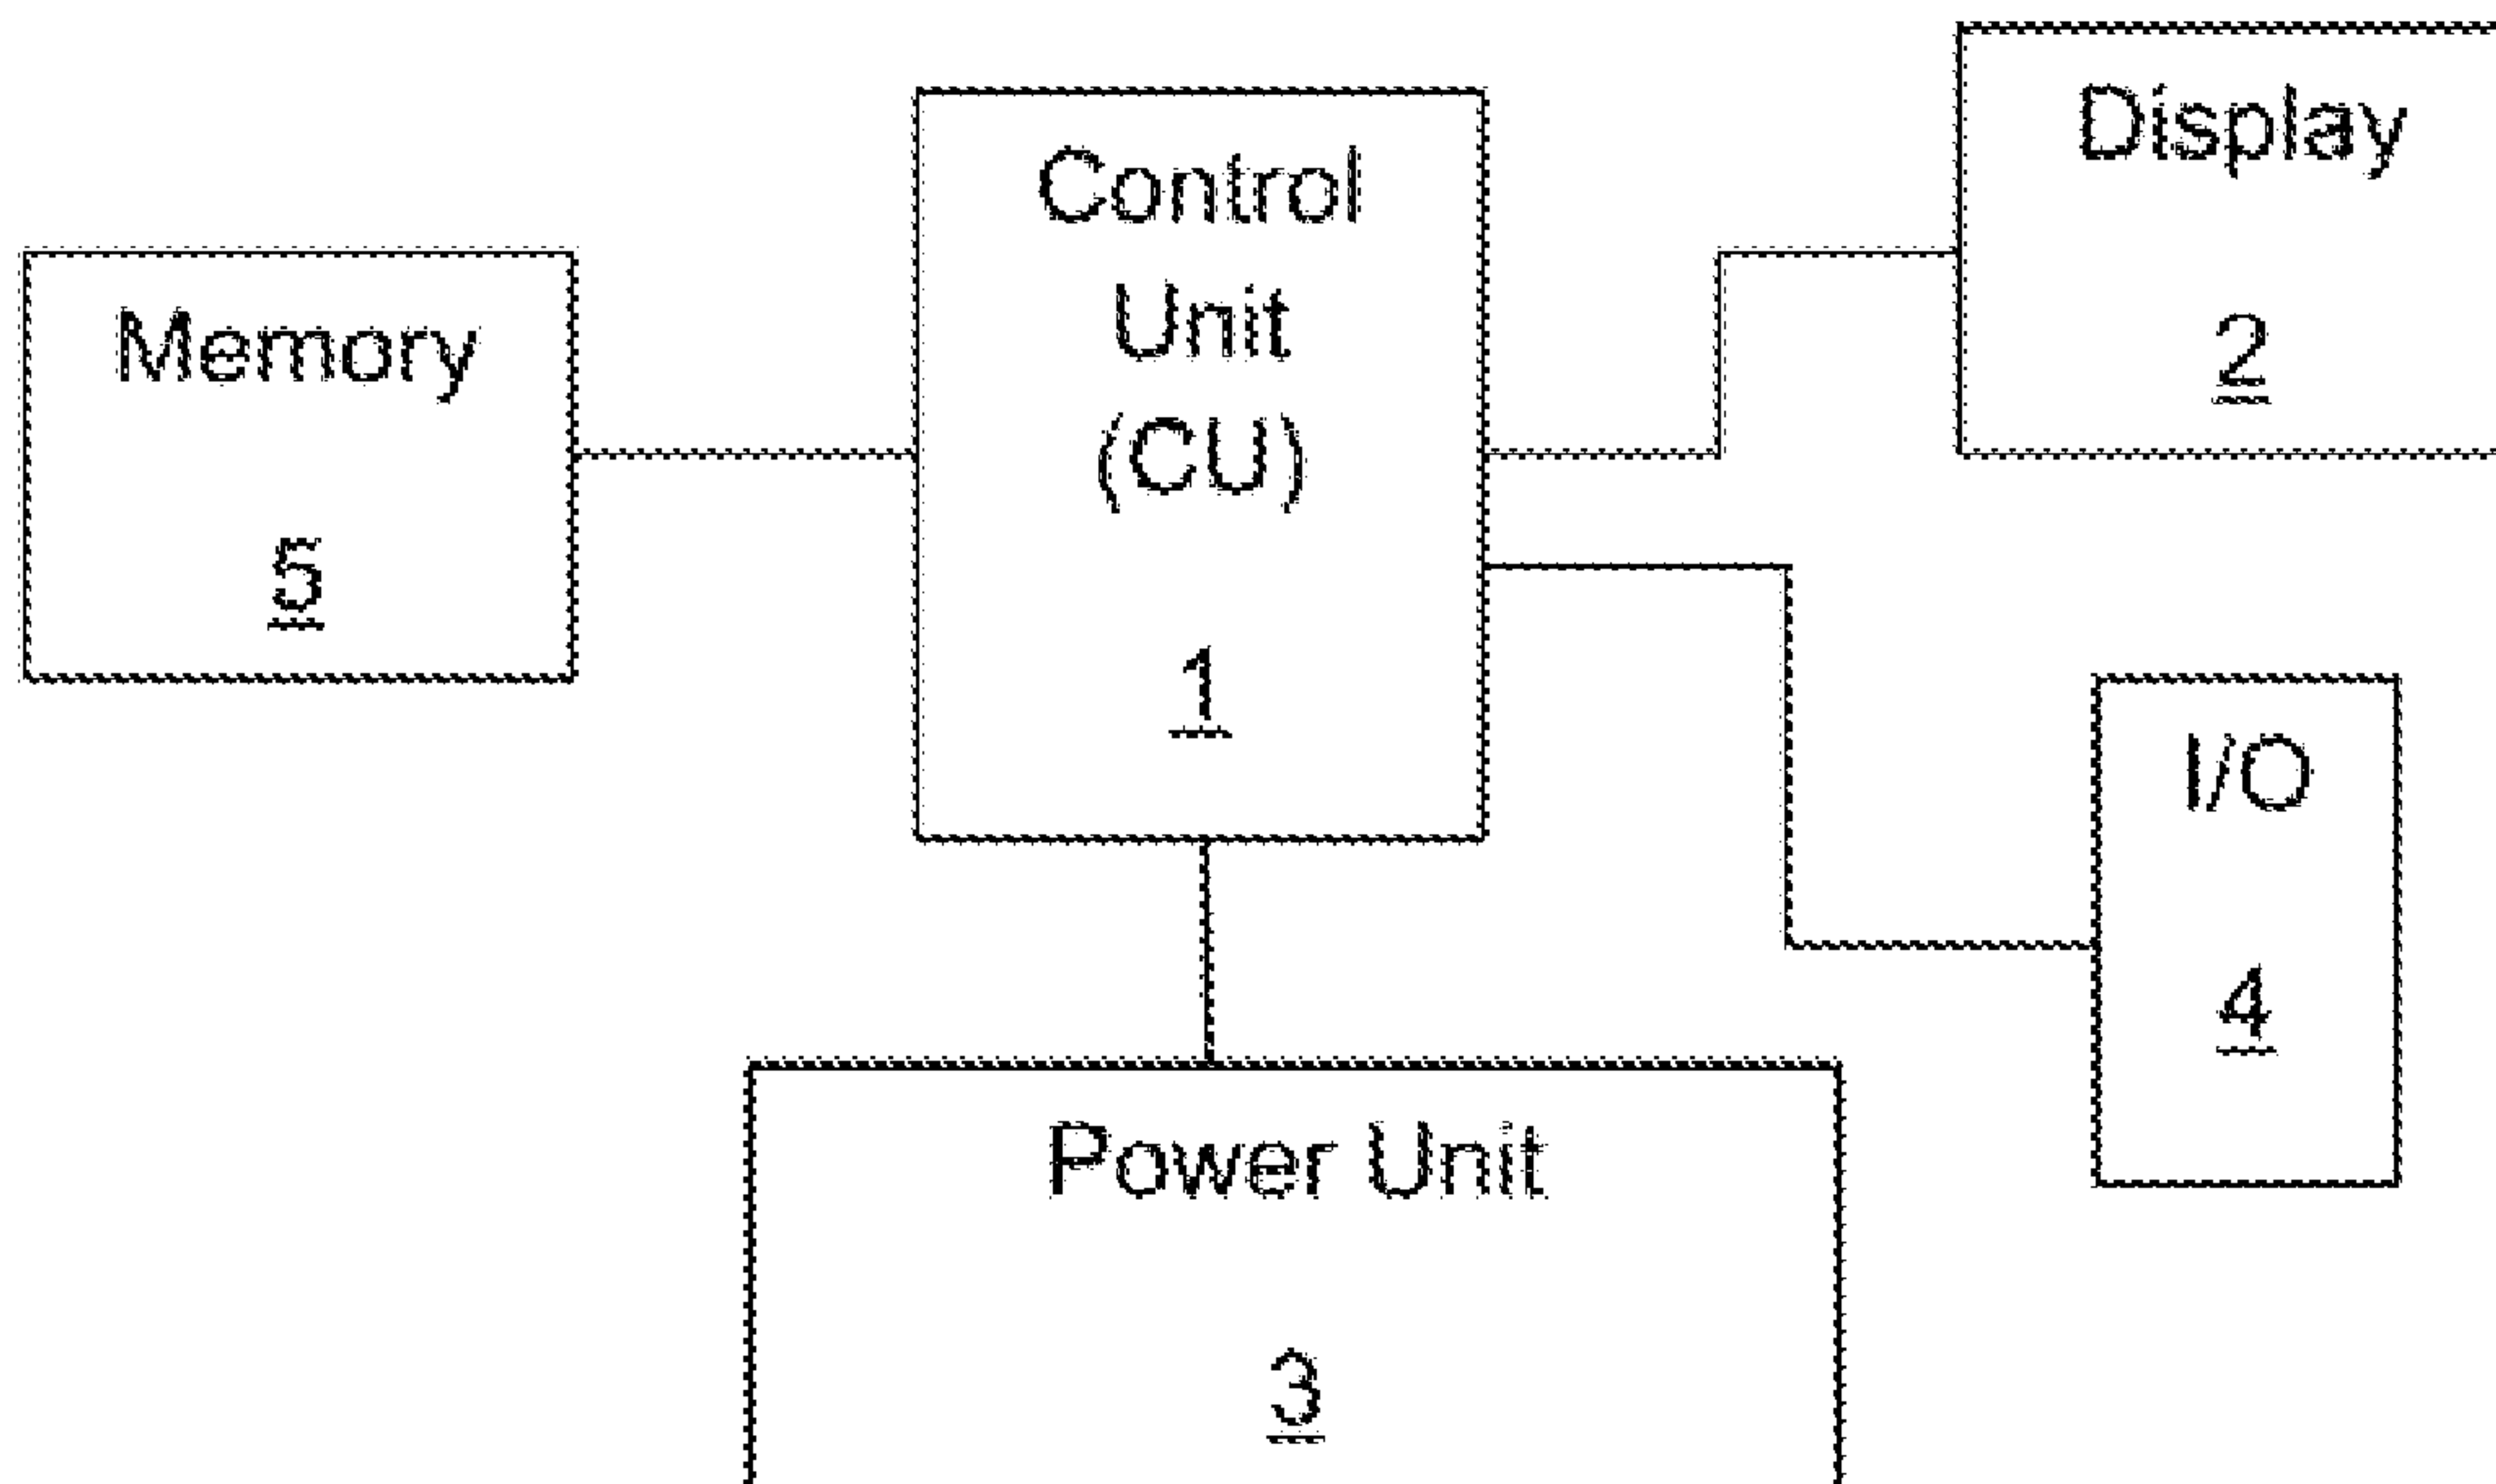 Memory
5
Control
Unit
(CU)
1
Display
2
I/O
4
Power Unit
3